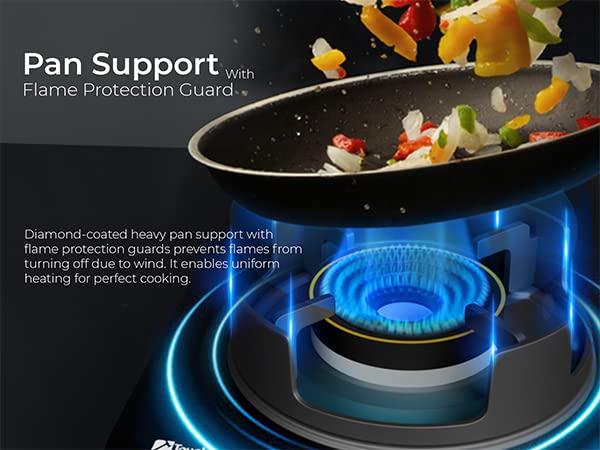 Pan Support With
Flame Protection Guard
Diamond-coated heavy pan support with
flame protection guards prevents flames from
turning off due to wind. It enables uniform
heating for perfect cooking.